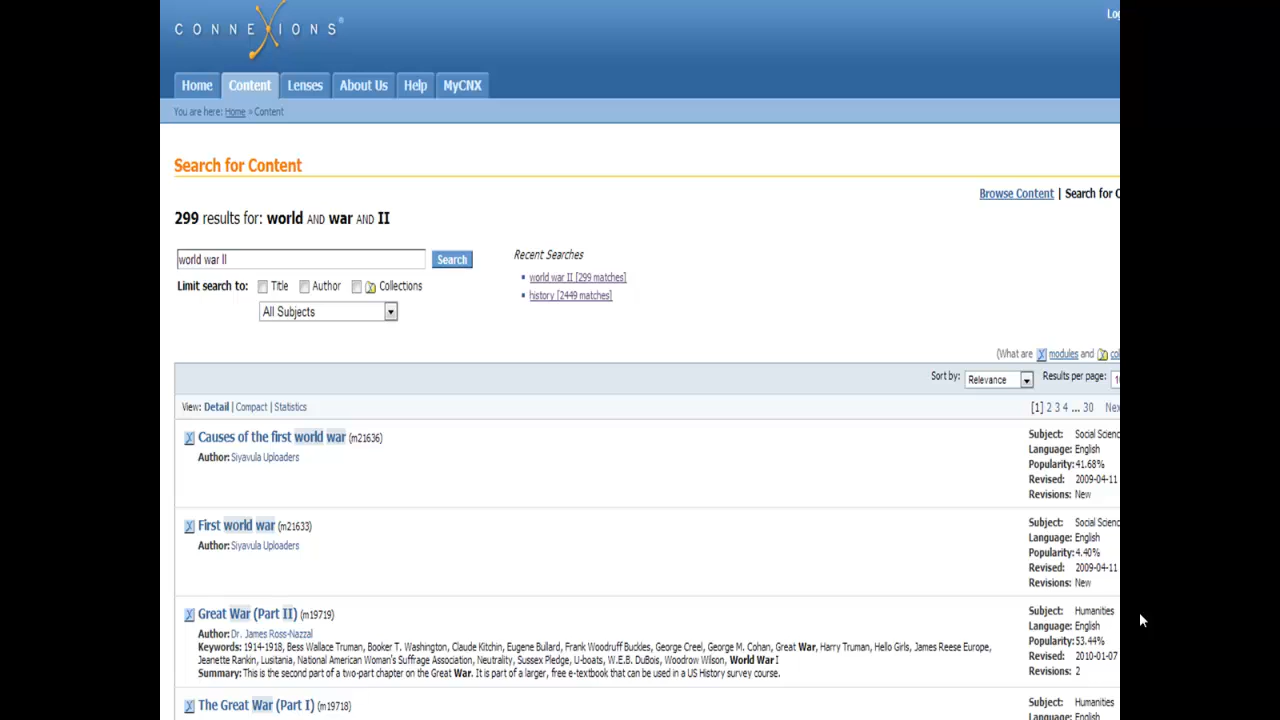 CONNEXIONS®
Home Content Lenses About Us Help MyCNX
You are here: Home » Content
Search for Content
Browse Content | Search for
299 results for: world AND war AND II
world war II Search
Recent Searches
world war II [299 matches]
history [2449 matches]
Limit search to: Title Author Collections
All Subjects
(What are modules and
Sort by: Relevance Results per page:
View: Detail | Compact | Statistics
[1] 2 3 4 ... 30
Causes of the first world war (m21636)
Author: Siyavula Uploaders
Subject: Social
Language: English
Popularity: 41.68%
Revised: 2009-04-11
Revisions: New
First world war (m21633)
Author: Siyavula Uploaders
Subject: Social
Language: English
Popularity: 4.40%
Revised: 2009-04-11
Revisions: New
Great War (Part II) (m19719)
Author: Dr. James Ross-Nazzal
Keywords: 1914-1918, Bess Wallace Truman, Booker T. Washington, Claude Kitchin, Eugene Bullard, Frank Woodruff Buckles, George Creel, George M. Cohan, Great War, Harry Truman, Hello Girls, James Reese Europe,
Jeanette Rankin, Lusitania, National American Woman's Suffrage Association, Neutrality, Sussex Pledge, U-boats, W.E.B. DuBois, Woodrow Wilson, World War I
Summary: This is the second part of a two-part chapter on the Great War. It is part of a larger, free e-textbook that can be used in a US History survey course.
Subject: Humanities
Language: English
Popularity: 53.44%
Revised: 2010-01-07
Revisions: 2
The Great War (Part I) (m19718)
Subject: Humanities
Language: English